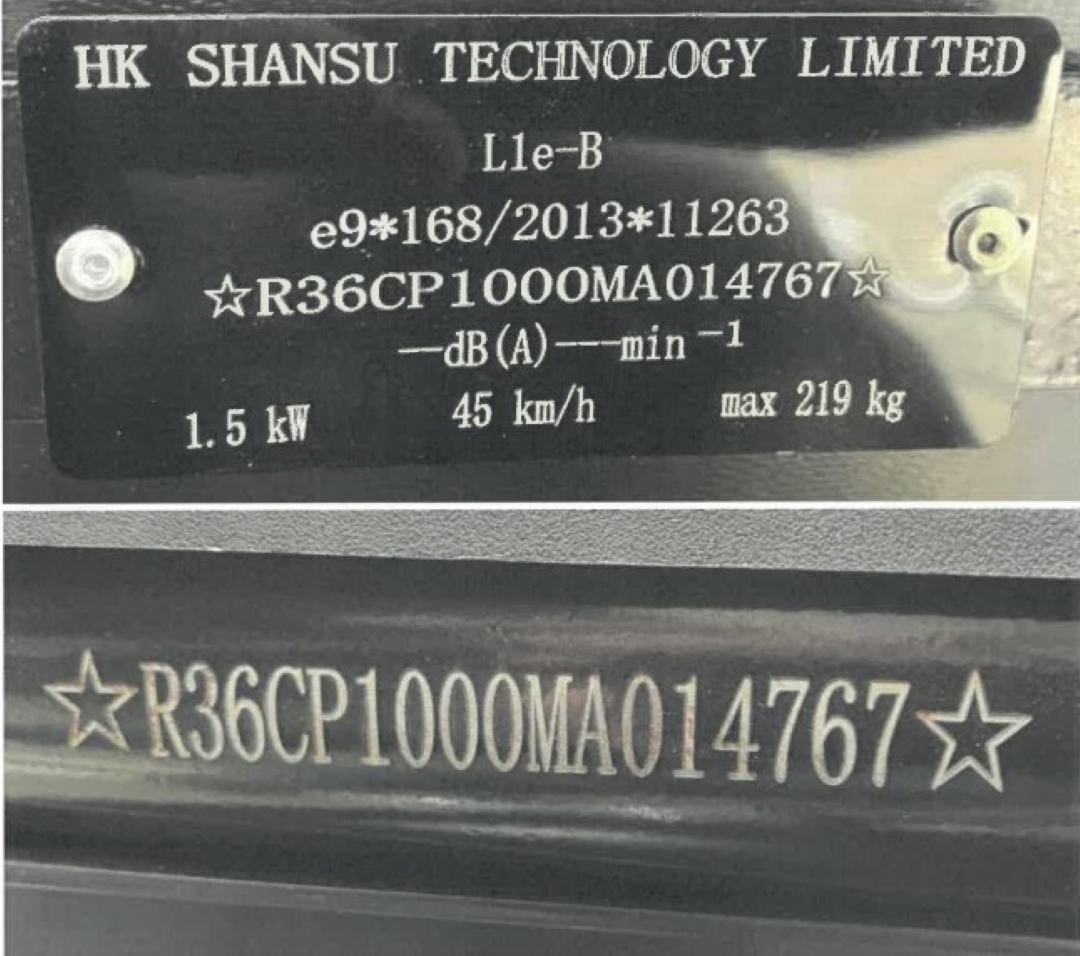 HK SHANSU TECHNOLOGY LIMITED
L1e-B
e9*168/2013*11263
☆R36CP1000MA014767☆
—dB(A)---min⁻¹
1.5 kW 45 km/h max 219 kg
☆R36CP1000MA014767☆